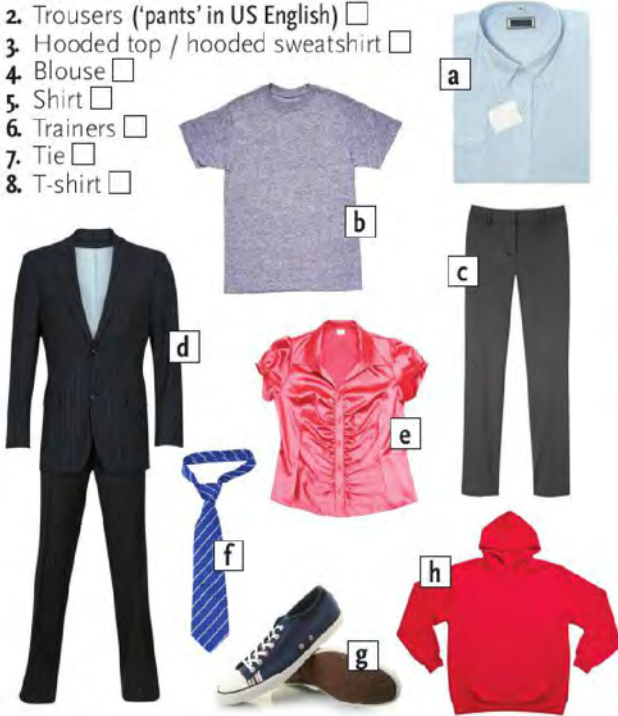 2. Trousers ('pants' in US English) □
3. Hooded top / hooded sweatshirt □
4. Blouse □
5. Shirt □
6. Trainers □
7. Tie □
8. T-shirt □
a
b
c
d
e
f
g
h